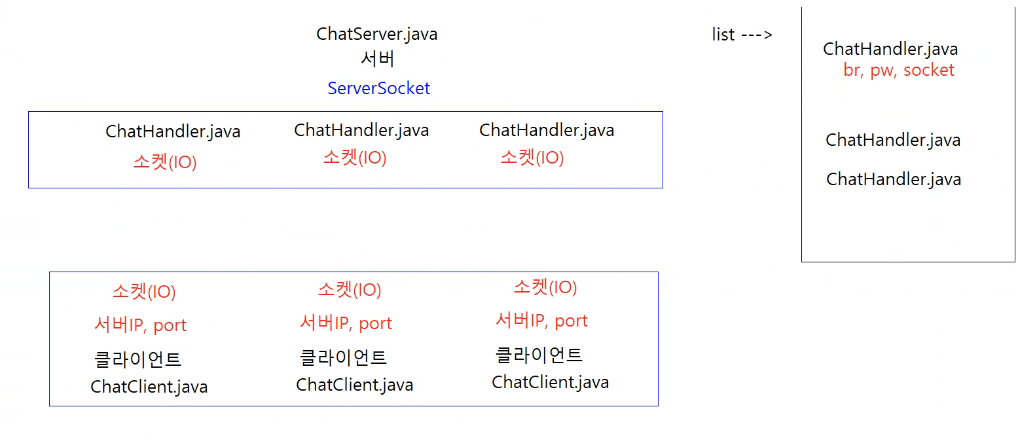 ChatServer.java
서버
ServerSocket
list --->
ChatHandler.java
br, pw, socket
ChatHandler.java
ChatHandler.java
ChatHandler.java ChatHandler.java ChatHandler.java
소켓(IO) 소켓(IO) 소켓(IO)
소켓(IO) 소켓(IO) 소켓(IO)
서버IP, port 서버IP, port 서버IP, port
클라이언트 클라이언트 클라이언트
ChatClient.java ChatClient.java ChatClient.java